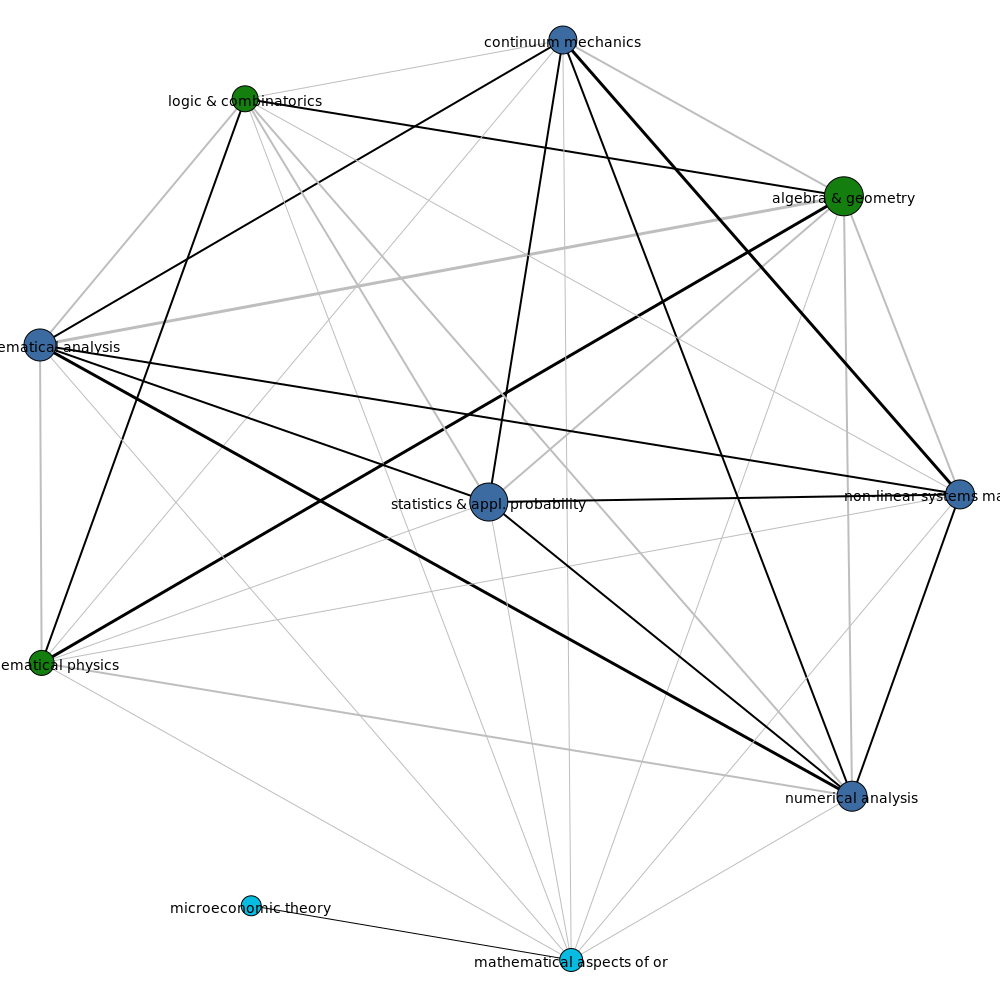 continuum mechanics
logic & combinatorics
algebra & geometry
ematical analysis
statistics & appl. probability
non-linear systems ma
ematical physics
numerical analysis
microeconomic theory
mathematical aspects of or